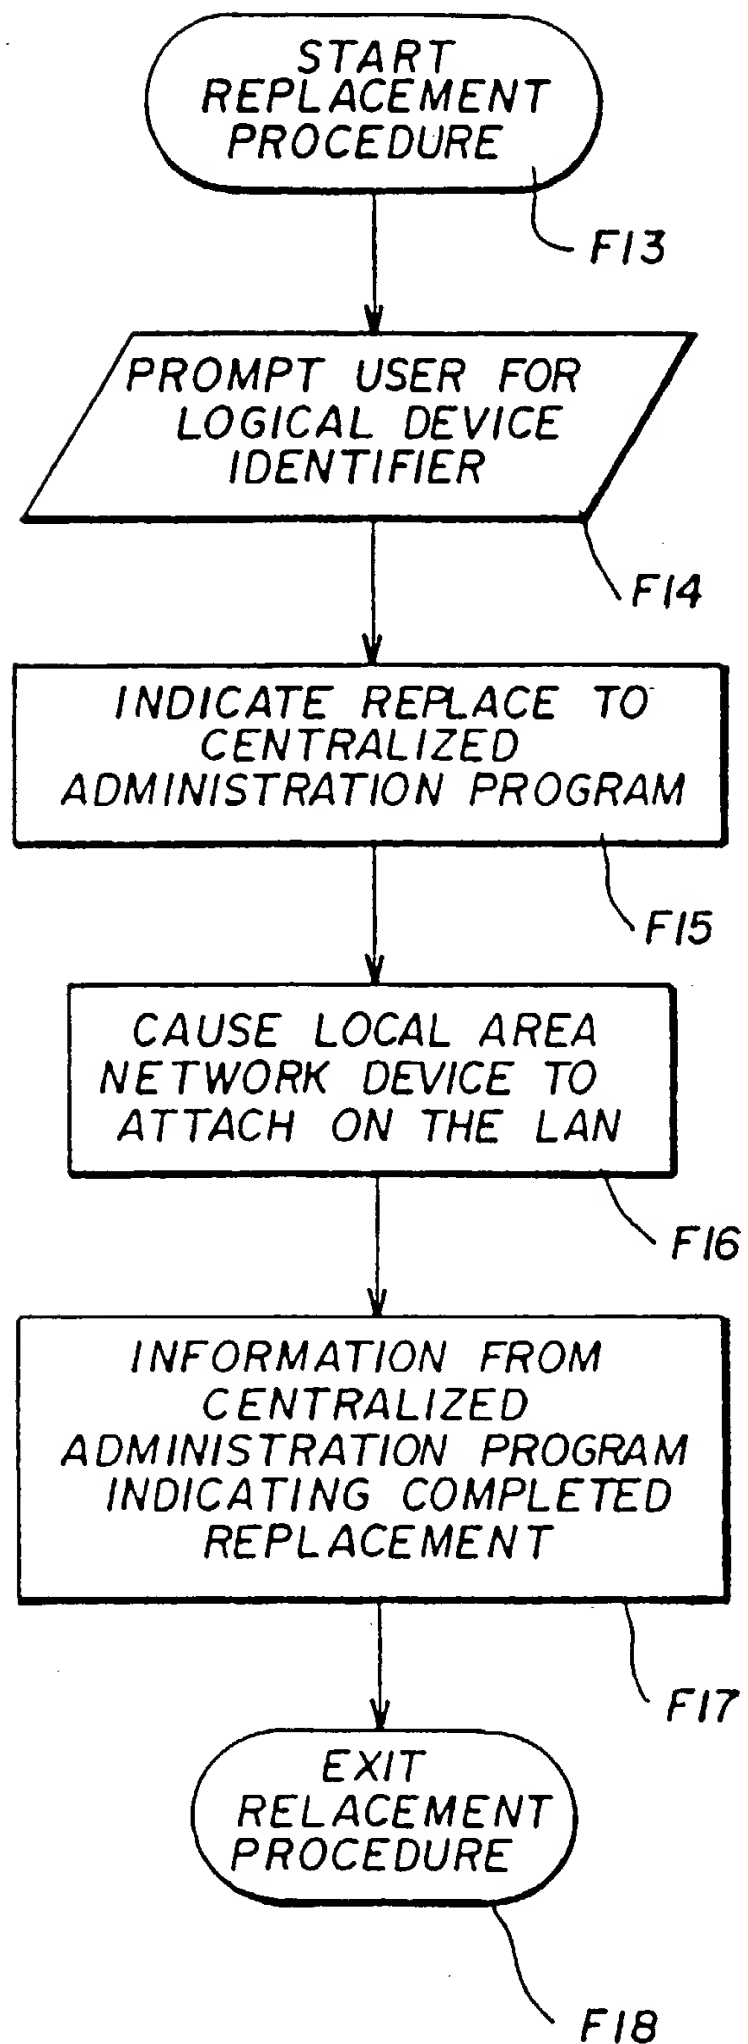 START
REPLACEMENT
PROCEDURE
F13
PROMPT USER FOR
LOGICAL DEVICE
IDENTIFIER
F14
INDICATE REPLACE TO
CENTRALIZED
ADMINISTRATION PROGRAM
F15
CAUSE LOCAL AREA
NETWORK DEVICE TO
ATTACH ON THE LAN
F16
INFORMATION FROM
CENTRALIZED
ADMINISTRATION PROGRAM
INDICATING COMPLETED
REPLACEMENT
F17
EXIT
RELACEMENT
PROCEDURE
F18